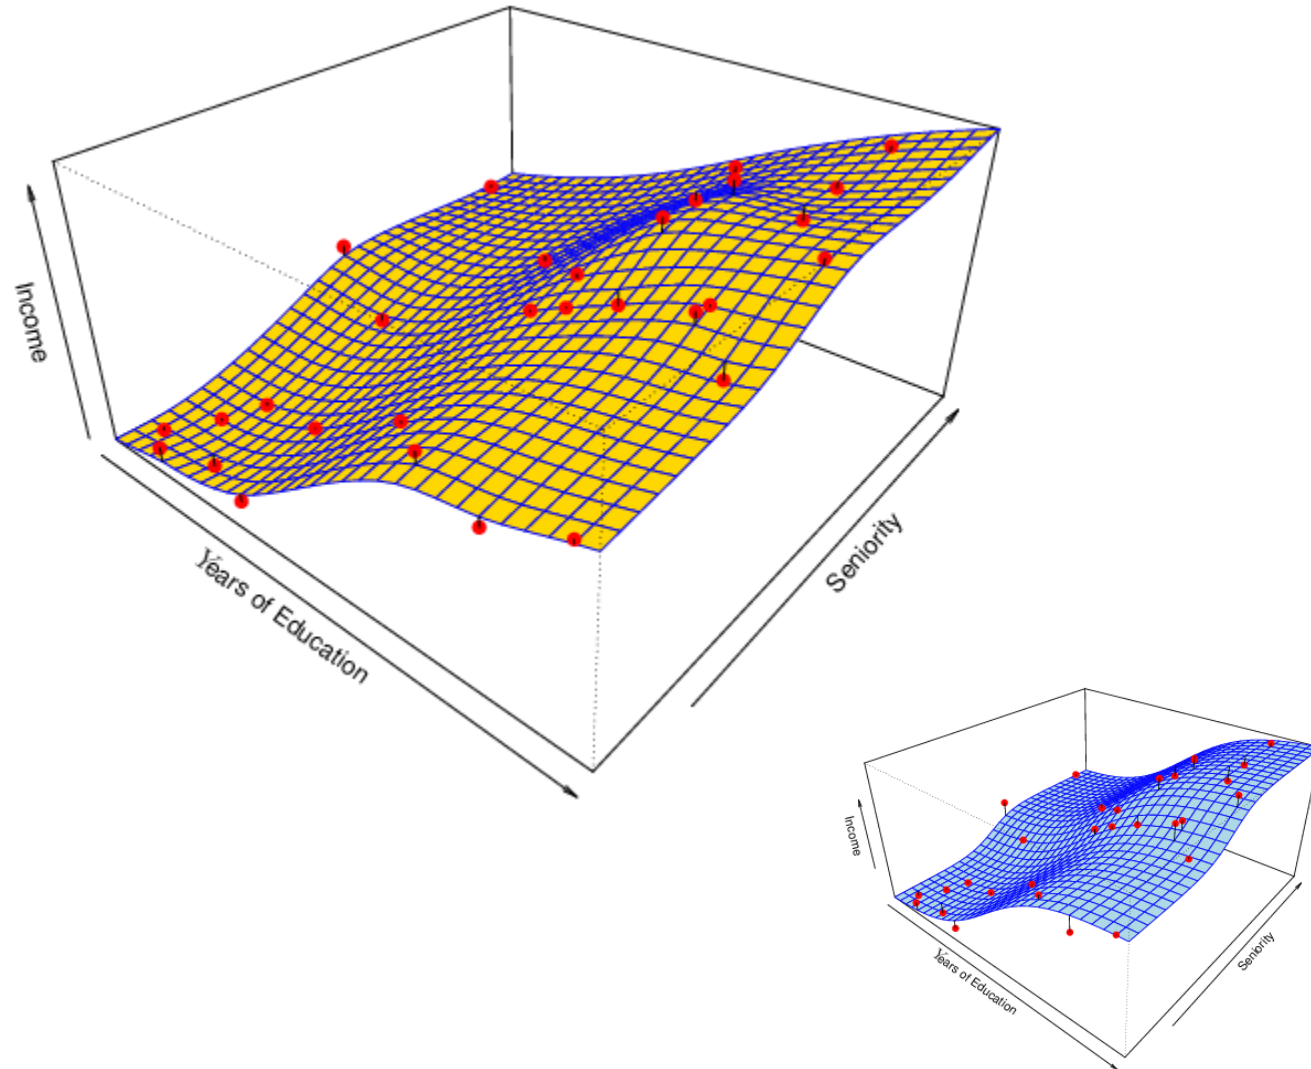 Income
Years of Education
Seniority
Income
Years of Education
Seniority